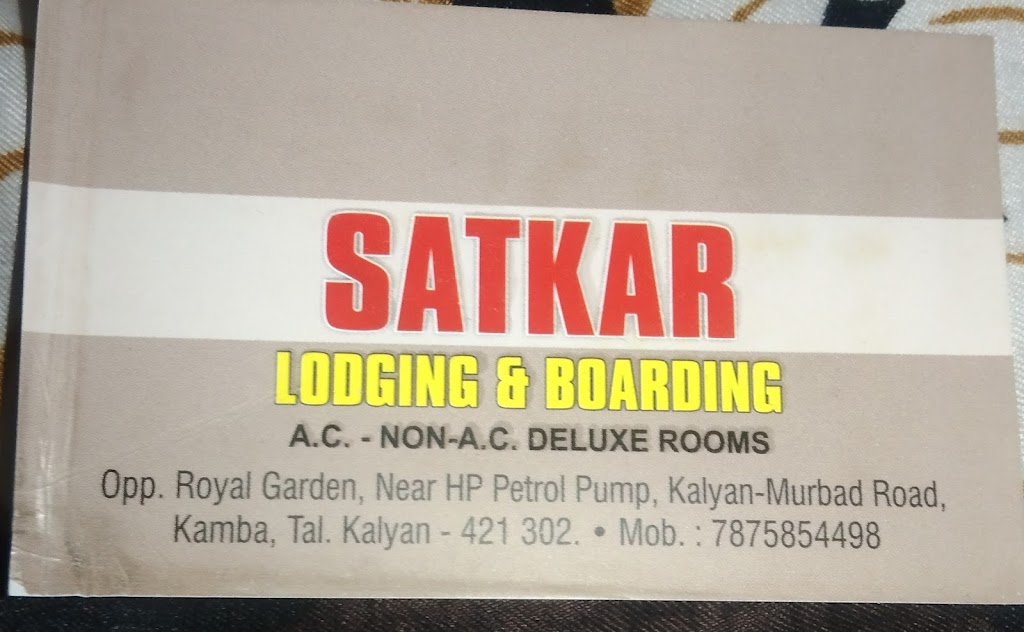 SATKAR
LODGING & BOARDING
A.C. - NON-A.C. DELUXE ROOMS
Opp. Royal Garden, Near HP Petrol Pump, Kalyan-Murbad Road,
Kamba, Tal. Kalyan - 421 302. • Mob. : 7875854498